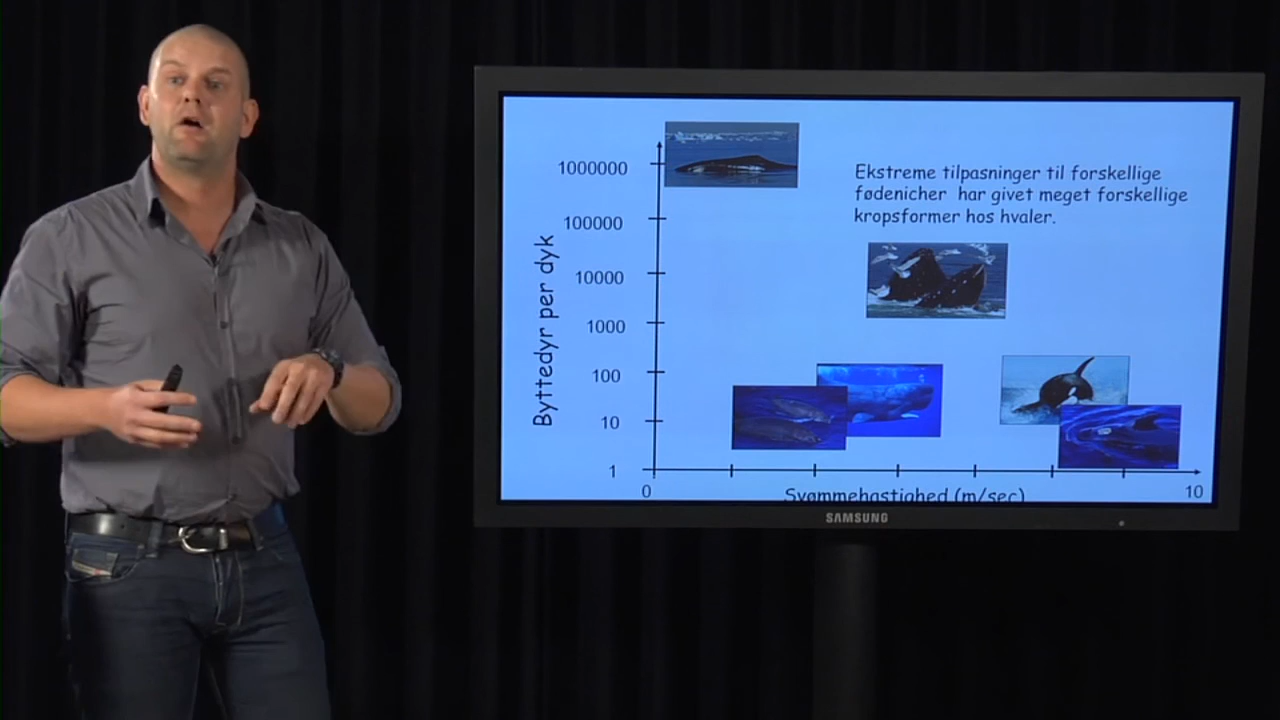 Ekstreme tilpasninger til forskellige
fødenicher har givet meget forskellige
kropsformer hos hvaler.
Byttedyr per dyk
1000000
100000
10000
1000
100
10
1
0
10
Svømmehastighed (m/sec)
SAMSUNG